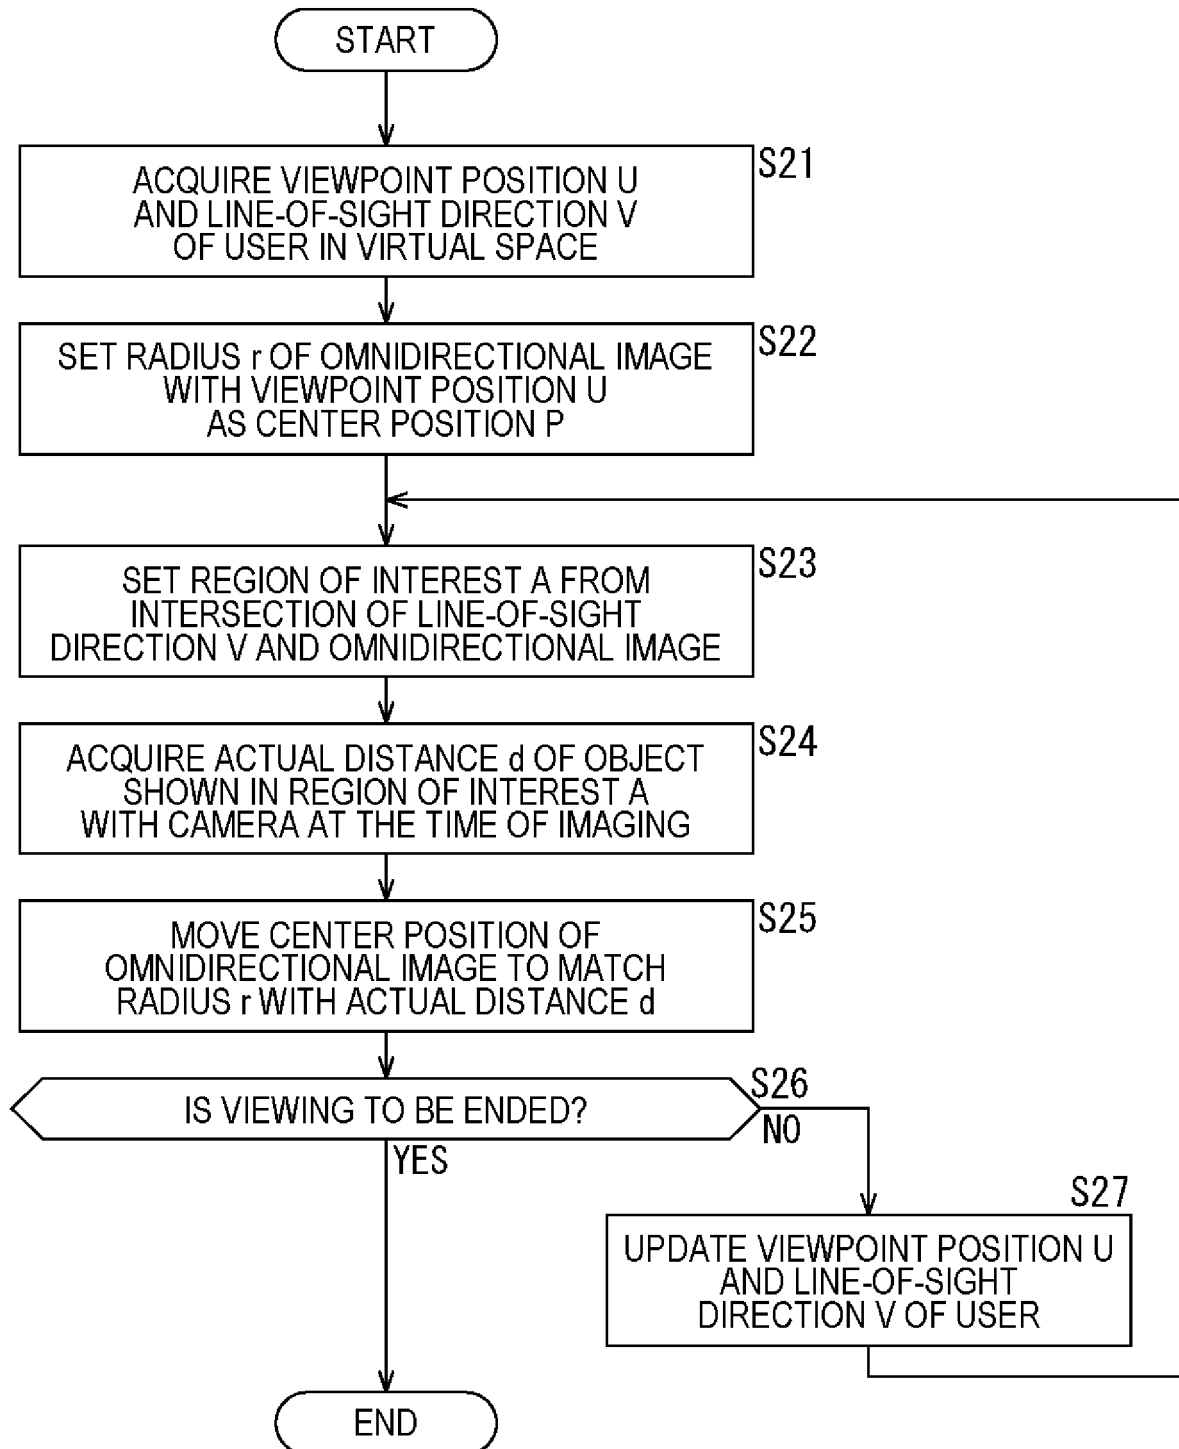 START
S21
ACQUIRE VIEWPOINT POSITION U
AND LINE-OF-SIGHT DIRECTION V
OF USER IN VIRTUAL SPACE
S22
SET RADIUS r OF OMNIDIRECTIONAL IMAGE
WITH VIEWPOINT POSITION U
AS CENTER POSITION P
S23
SET REGION OF INTEREST A FROM
INTERSECTION OF LINE-OF-SIGHT
DIRECTION V AND OMNIDIRECTIONAL IMAGE
S24
ACQUIRE ACTUAL DISTANCE d OF OBJECT
SHOWN IN REGION OF INTEREST A
WITH CAMERA AT THE TIME OF IMAGING
S25
MOVE CENTER POSITION OF
OMNIDIRECTIONAL IMAGE TO MATCH
RADIUS r WITH ACTUAL DISTANCE d
S26
IS VIEWING TO BE ENDED?
NO
YES
S27
UPDATE VIEWPOINT POSITION U
AND LINE-OF-SIGHT
DIRECTION V OF USER
END